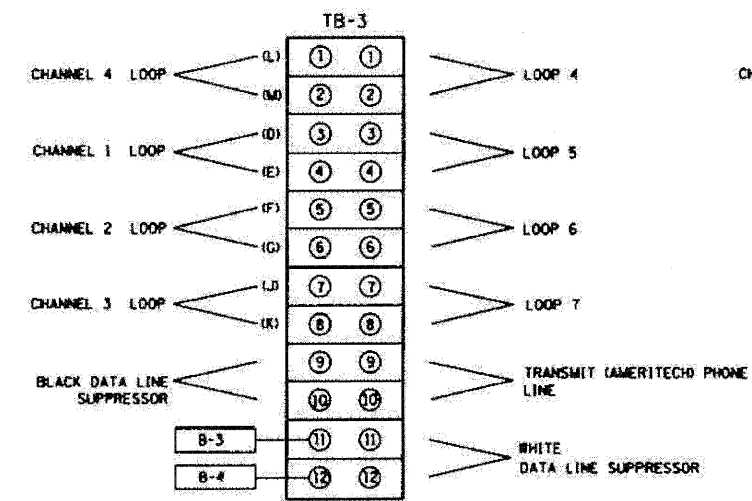 TB-3
(L) 1 1
CHANNEL 4 LOOP LOOP 4 CH
(M) 2 2
(D) 3 3
CHANNEL 1 LOOP LOOP 5
(E) 4 4
(F) 5 5
CHANNEL 2 LOOP LOOP 6
(G) 6 6
(J) 7 7
CHANNEL 3 LOOP LOOP 7
(K) 8 8
9 9
BLACK DATA LINE TRANSMIT (AMERITECH) PHONE
SUPPRESSOR LINE
10 10
B-3 11 11
WHITE
DATA LINE SUPPRESSOR
B-4 12 12